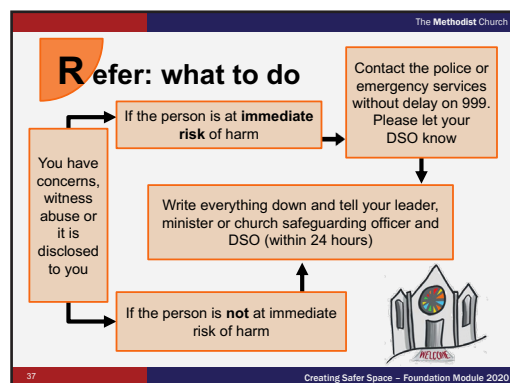 The Methodist Church
Refer: what to do
You have
concerns,
witness
abuse or
it is
disclosed
to you
If the person is at immediate
risk of harm
Contact the police or
emergency services
without delay on 999.
Please let your
DSO know
Write everything down and tell your leader,
minister or church safeguarding officer and
DSO (within 24 hours)
If the person is not at immediate
risk of harm
WELCOME
37
Creating Safer Space – Foundation Module 2020